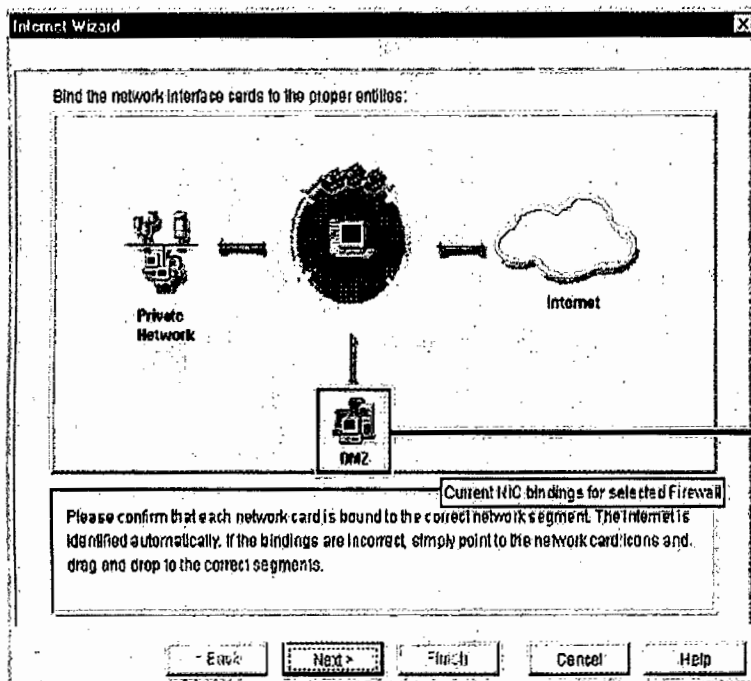 Internet Wizard
Bind the network interface cards to the proper entities:
Private
Network
Internet
DMZ
Current NIC bindings for selected Firewall
Please confirm that each network card is bound to the correct network segment. The Internet is
identified automatically. If the bindings are incorrect, simply point to the network card icons and
drag and drop to the correct segments.
< Back
Next >
Finish
Cancel
Help